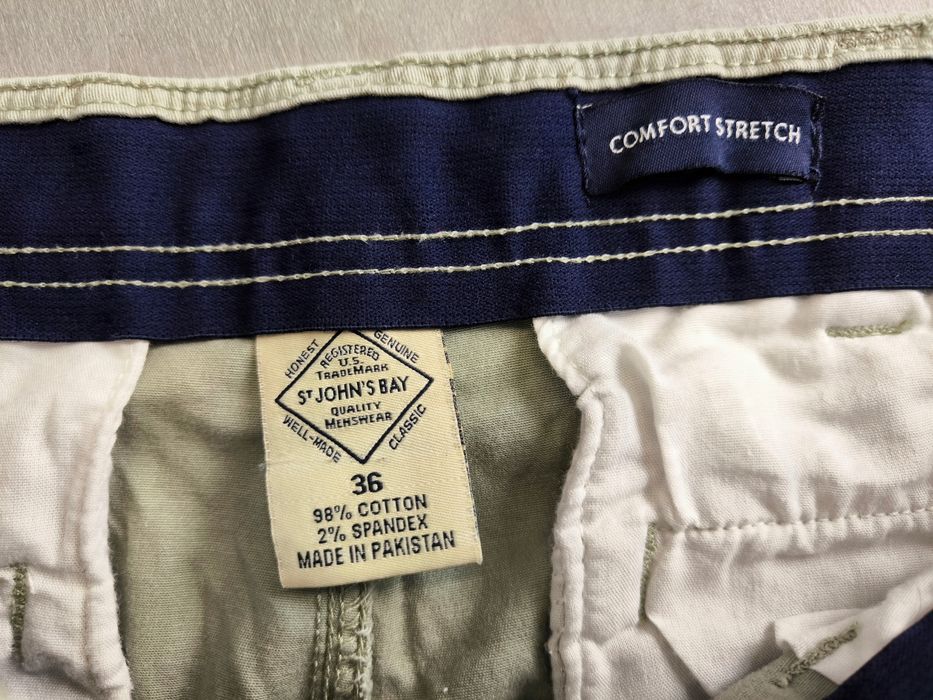 COMFORT STRETCH
HONEST
GENUINE
REGISTERED
U.S.
TRADEMARK
ST JOHN'S BAY
QUALITY
MENSWEAR
WELL-MADE
CLASSIC
36
98% COTTON
2% SPANDEX
MADE IN PAKISTAN